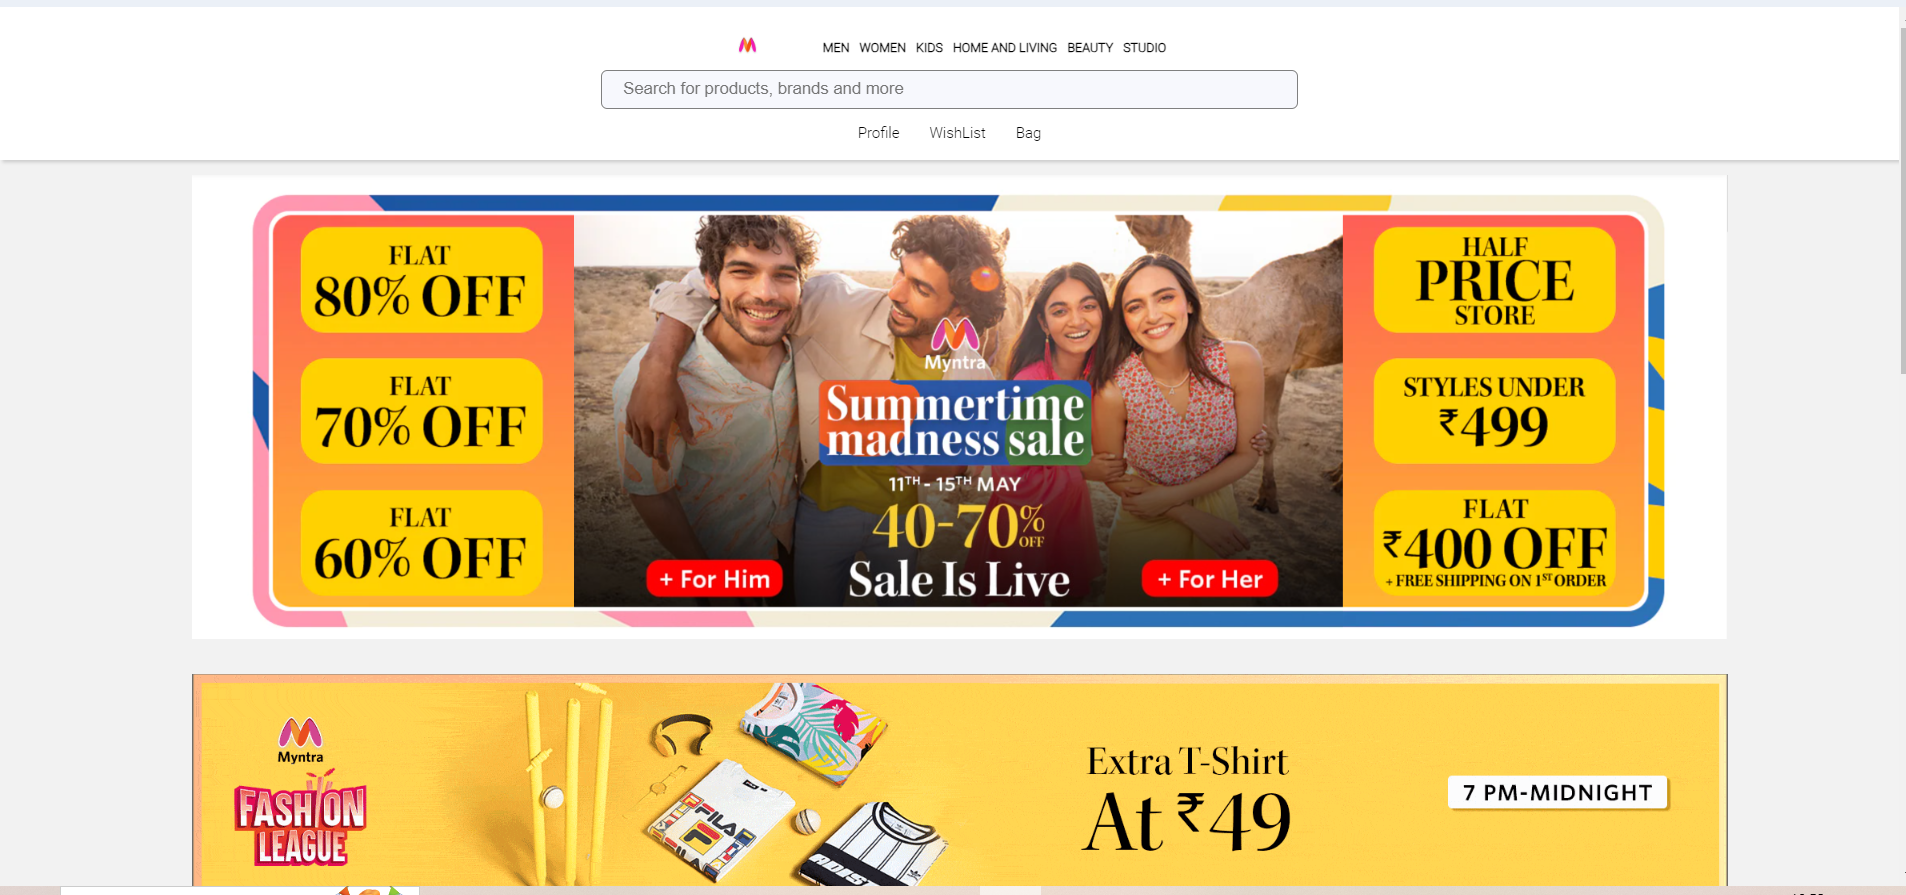 MEN WOMEN KIDS HOME AND LIVING BEAUTY STUDIO
Search for products, brands and more
Profile WishList Bag
FLAT
80% OFF
FLAT
70% OFF
FLAT
60% OFF
Myntra
Summertime
madness sale
11TH - 15TH MAY
40-70% OFF
Sale Is Live
+ For Him
+ For Her
HALF
PRICE
STORE
STYLES UNDER
₹499
FLAT
₹400 OFF
+ FREE SHIPPING ON 1ST ORDER
Myntra
FASHION
LEAGUE
FILA
FILA
Extra T-Shirt
At ₹49
7 PM-MIDNIGHT